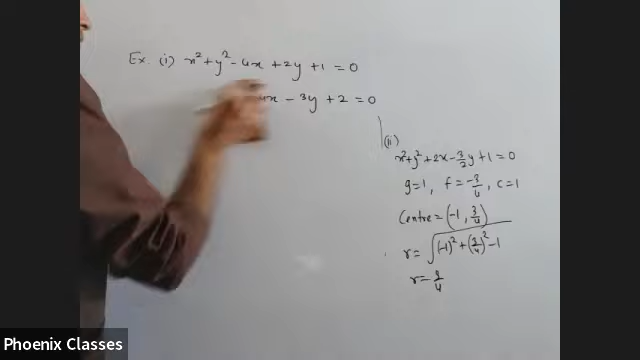 Ex. (i) x² + y² - 4x + 2y + 1 = 0
4x - 3y + 2 = 0
(ii)
x² + y² + 2x - 3/2 y + 1 = 0
g = 1, f = -3/4, c = 1
Centre = (-1, 3/4)
r = √((-1)² + (3/4)² - 1)
r = 3/4
Phoenix Classes